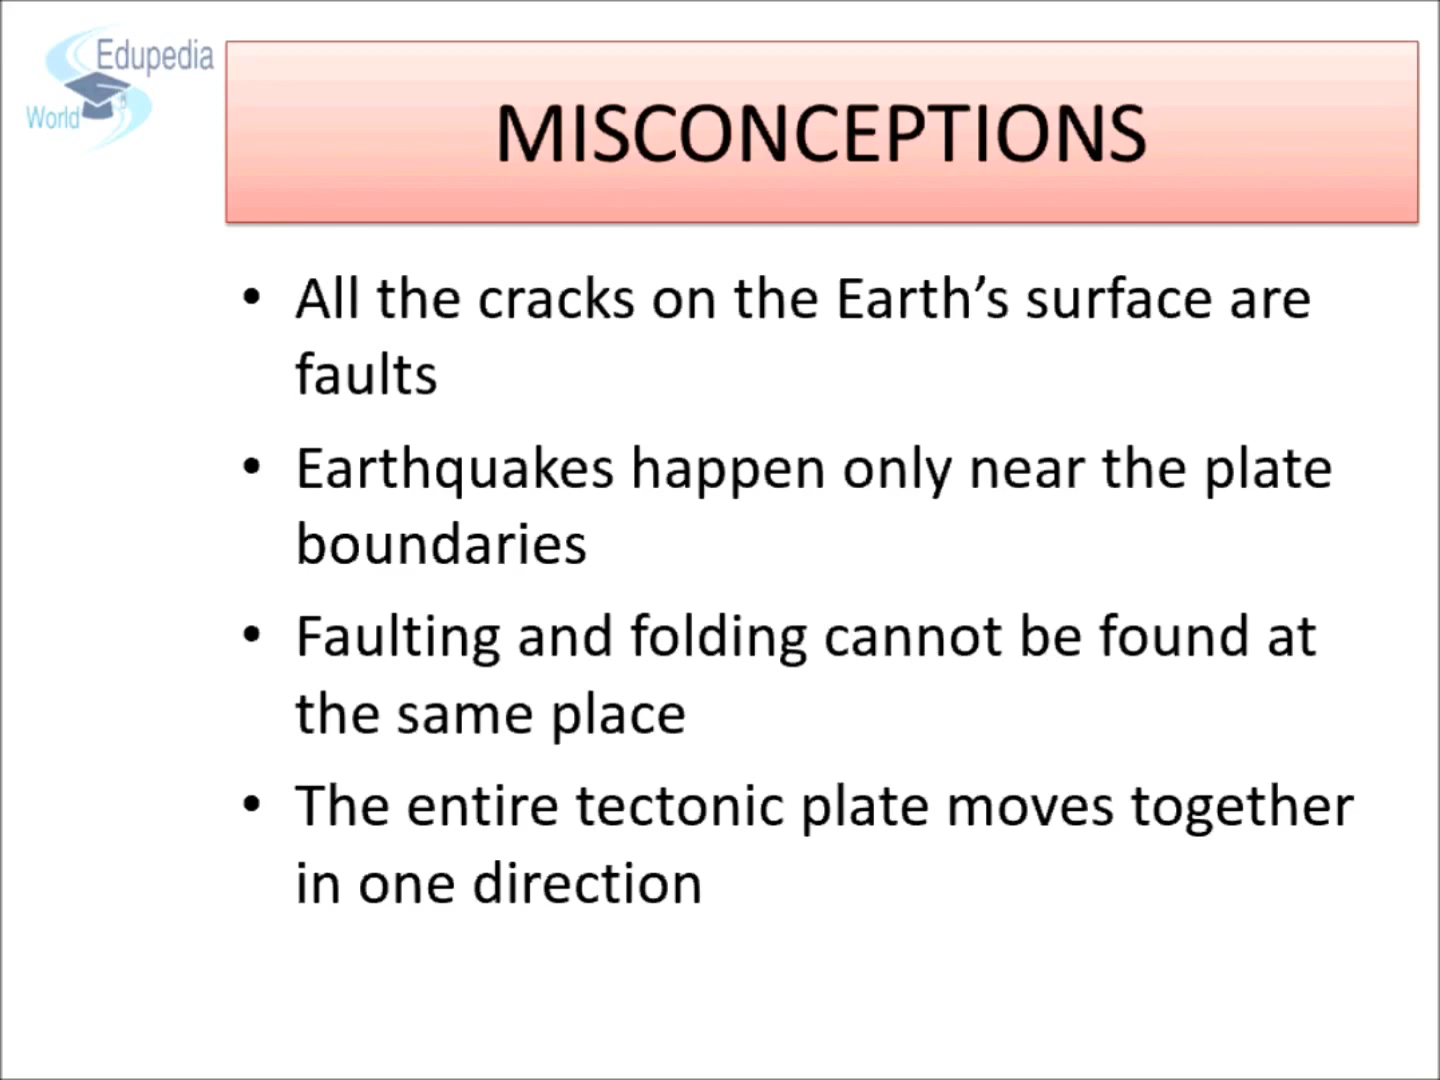 Edupedia
World
MISCONCEPTIONS
• All the cracks on the Earth’s surface are
faults
• Earthquakes happen only near the plate
boundaries
• Faulting and folding cannot be found at
the same place
• The entire tectonic plate moves together
in one direction